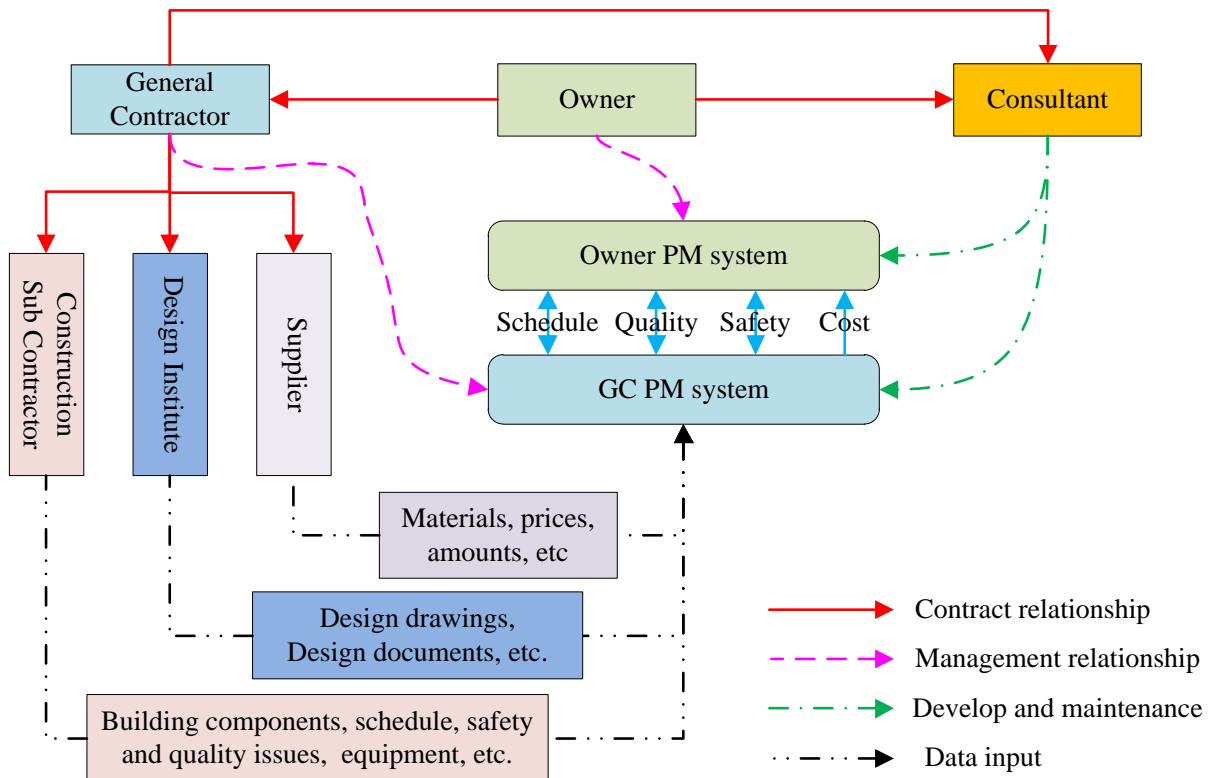 General
Contractor
Owner
Consultant
Owner PM system
Schedule
Quality
Safety
Cost
GC PM system
Construction
Sub Contractor
Design Institute
Supplier
Materials, prices,
amounts, etc
Design drawings,
Design documents, etc.
Building components, schedule, safety
and quality issues, equipment, etc.
Contract relationship
Management relationship
Develop and maintenance
Data input